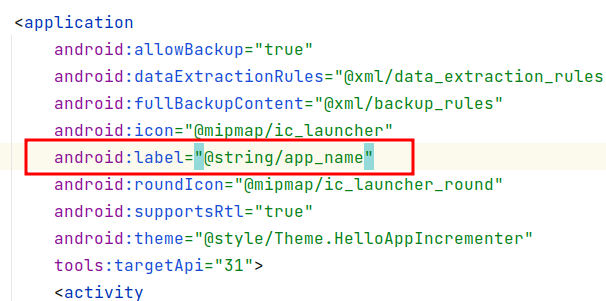 <application
android:allowBackup="true"
android:dataExtractionRules="@xml/data_extraction_rules
android:fullBackupContent="@xml/backup_rules"
android:icon="@mipmap/ic_launcher"
android:label="@string/app_name"
android:roundIcon="@mipmap/ic_launcher_round"
android:supportsRtl="true"
android:theme="@style/Theme.HelloAppIncrementer"
tools:targetApi="31">
<activity